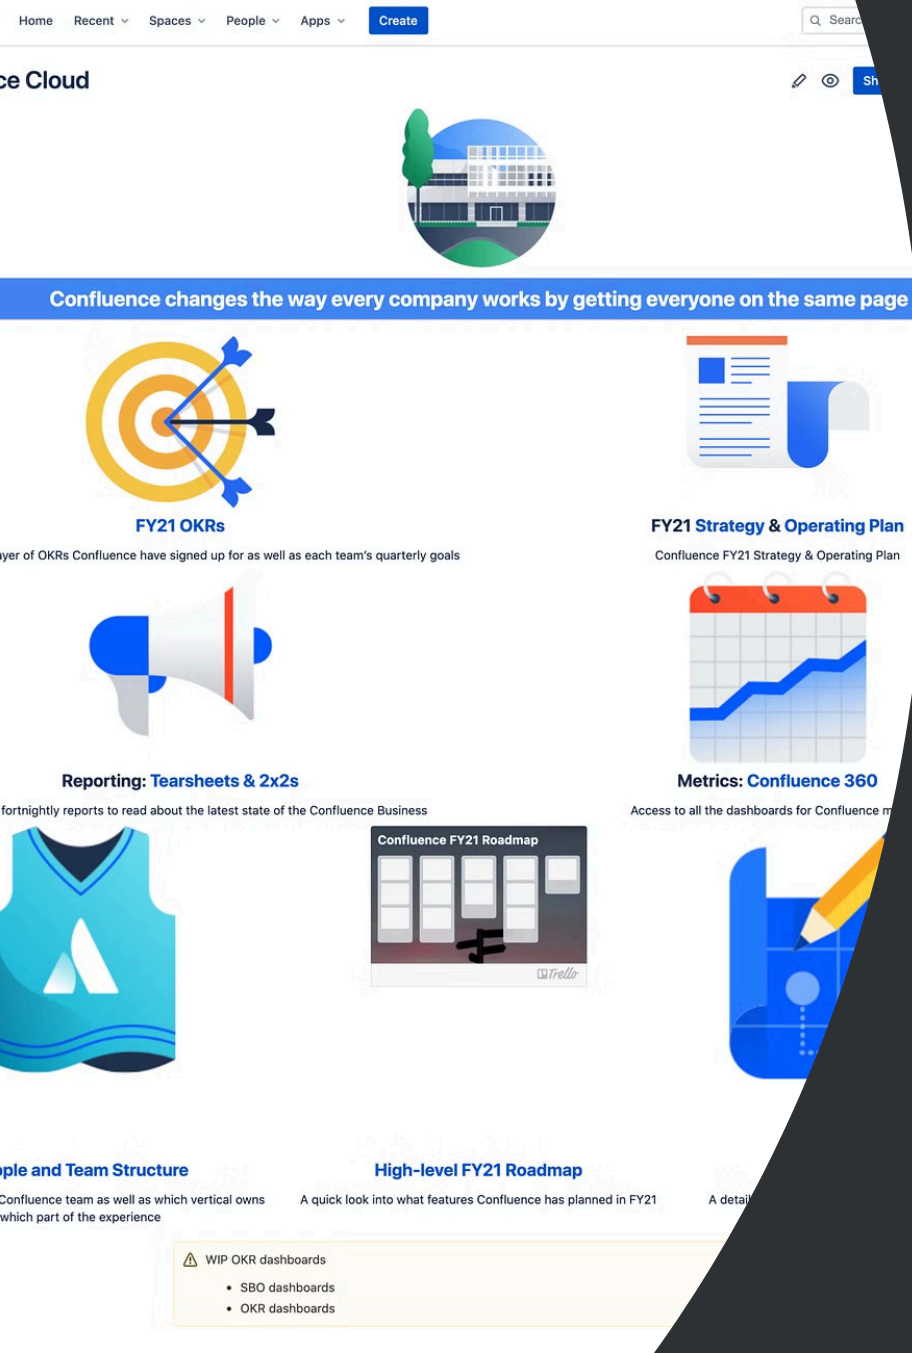 Home Recent Spaces People Apps Create
ce Cloud
Confluence changes the way every company works by getting everyone on the same page
FY21 OKRs
FY21 Strategy & Operating Plan
ayer of OKRs Confluence have signed up for as well as each team's quarterly goals
Confluence FY21 Strategy & Operating Plan
Reporting: Tearsheets & 2x2s
Metrics: Confluence 360
fortnightly reports to read about the latest state of the Confluence Business
Access to all the dashboards for Confluence m
Confluence FY21 Roadmap
Trello
ople and Team Structure
High-level FY21 Roadmap
Confluence team as well as which vertical owns
which part of the experience
A quick look into what features Confluence has planned in FY21
A detail
WIP OKR dashboards
• SBO dashboards
• OKR dashboards